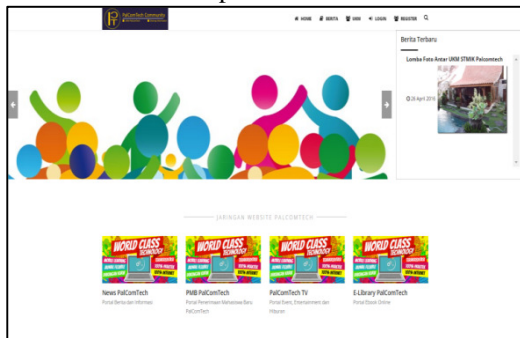 PalComTech Community
HOME BERITA UKM LOGIN REGISTER
Berita Terbaru
Lomba Foto Antar UKM STMIK Palcomtech
26 April 2018
JARINGAN WEBSITE PALCOMTECH
WORLD CLASS
TECHNOLOGY
WORLD CLASS
TECHNOLOGY
WORLD CLASS
TECHNOLOGY
WORLD CLASS
TECHNOLOGY
News PalComTech
Portal Berita dan Informasi
PMB PalComTech
Portal Penerimaan Mahasiswa Baru
PalComTech
PalComTech TV
Portal Event, Entertainment dan
Hiburan
E-Library PalComTech
Portal Ebook Online